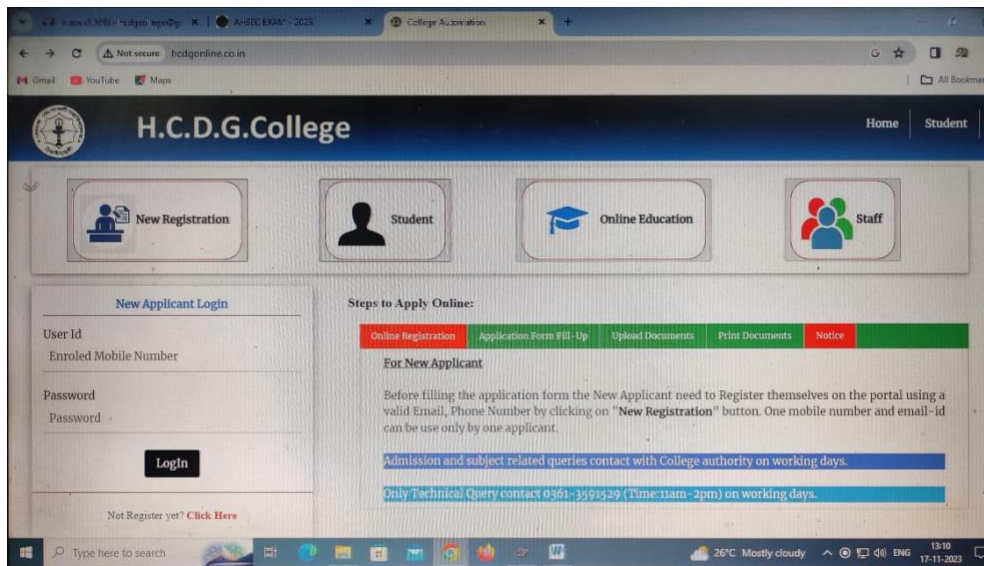 AHSEC EXAM - 2025
College Automation
Not secure
hcdgonline.co.in
Gmail
YouTube
Maps
All Bookmar
H.C.D.G.College
Home
Student
New Registration
Student
Online Education
Staff
New Applicant Login
User Id
Enroled Mobile Number
Password
Password
LogIn
Not Register yet? Click Here
Steps to Apply Online:
Online Registration
Application Form Fill-Up
Upload Documents
Print Documents
Notice
For New Applicant
Before filling the application form the New Applicant need to Register themselves on the portal using a
valid Email, Phone Number by clicking on "New Registration" button. One mobile number and email-id
can be use only by one applicant.
Admission and subject related queries contact with College authority on working days.
Only Technical Query contact 0361-3591529 (Time:11am-2pm) on working days.
Type here to search
26°C Mostly cloudy
ENG
13:10
17-11-2023